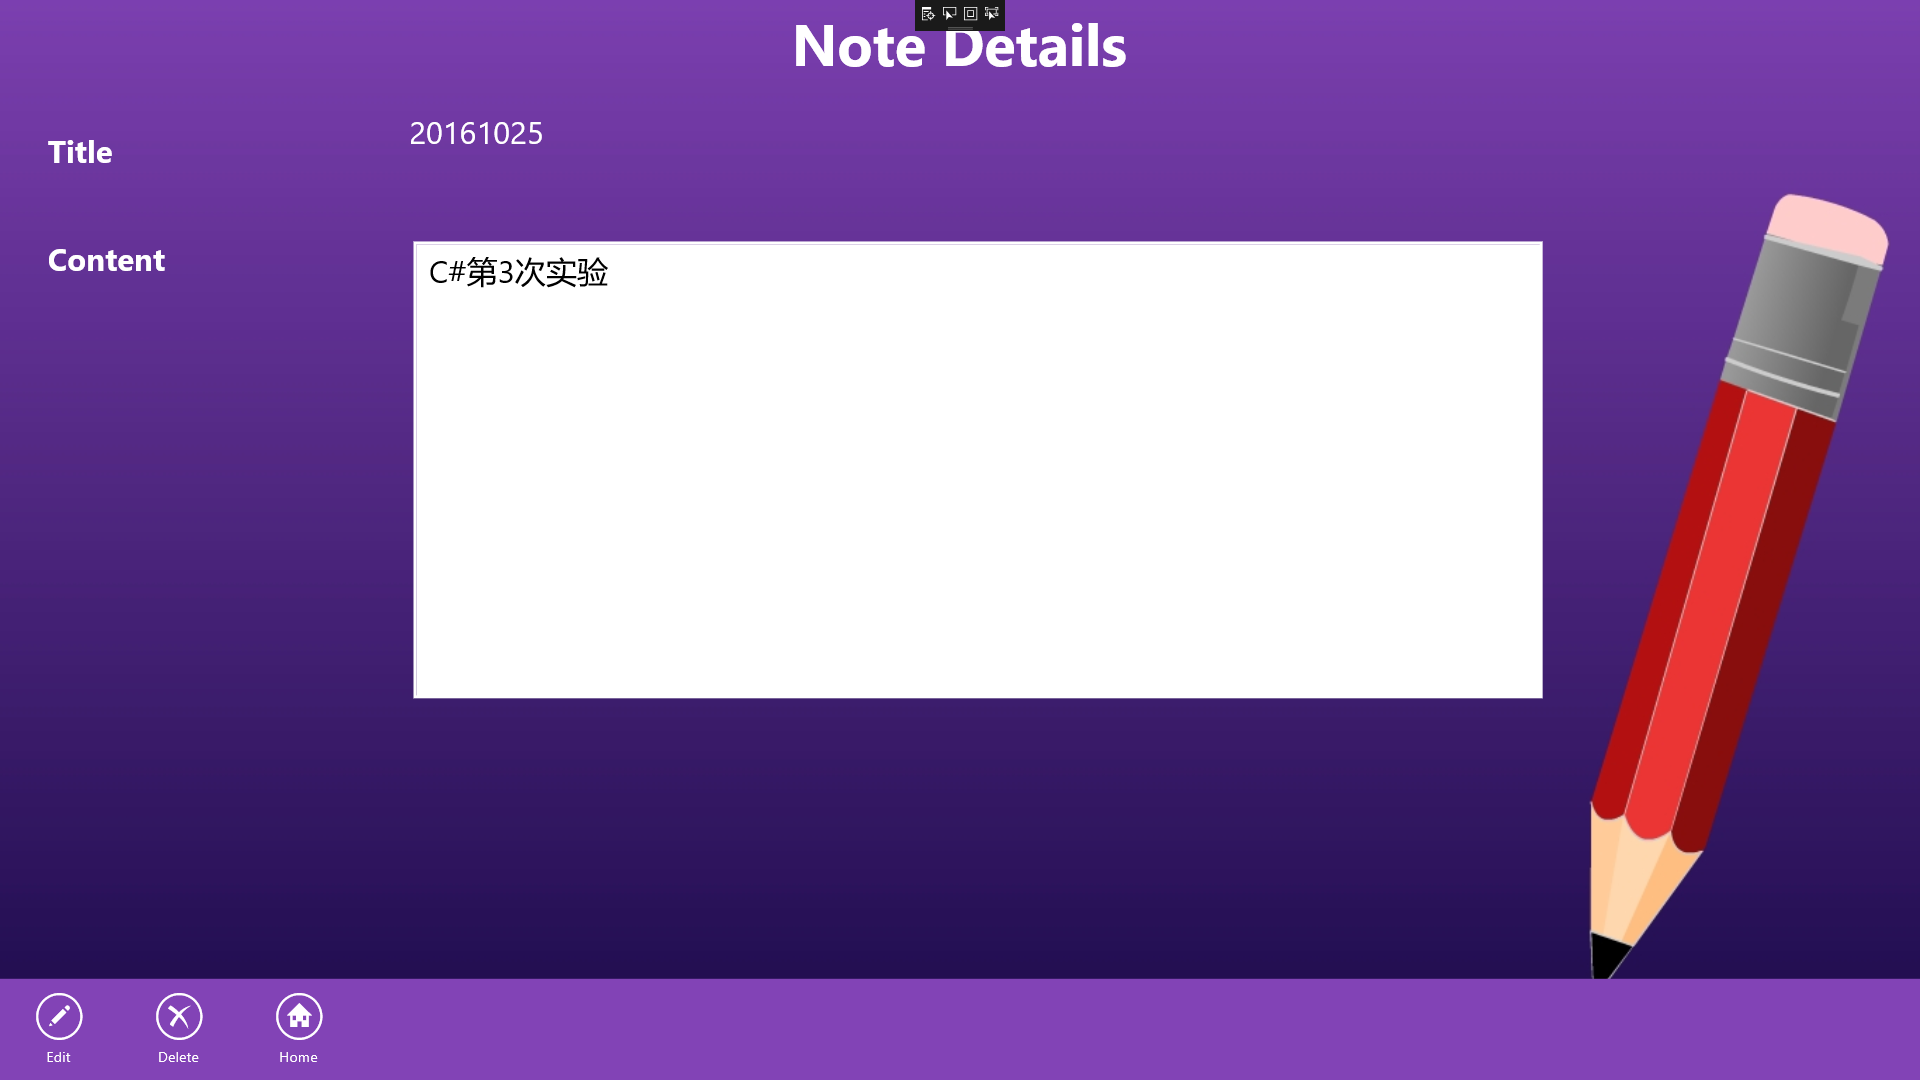 Note Details
Title
20161025
Content
C#第3次实验
Edit
Delete
Home